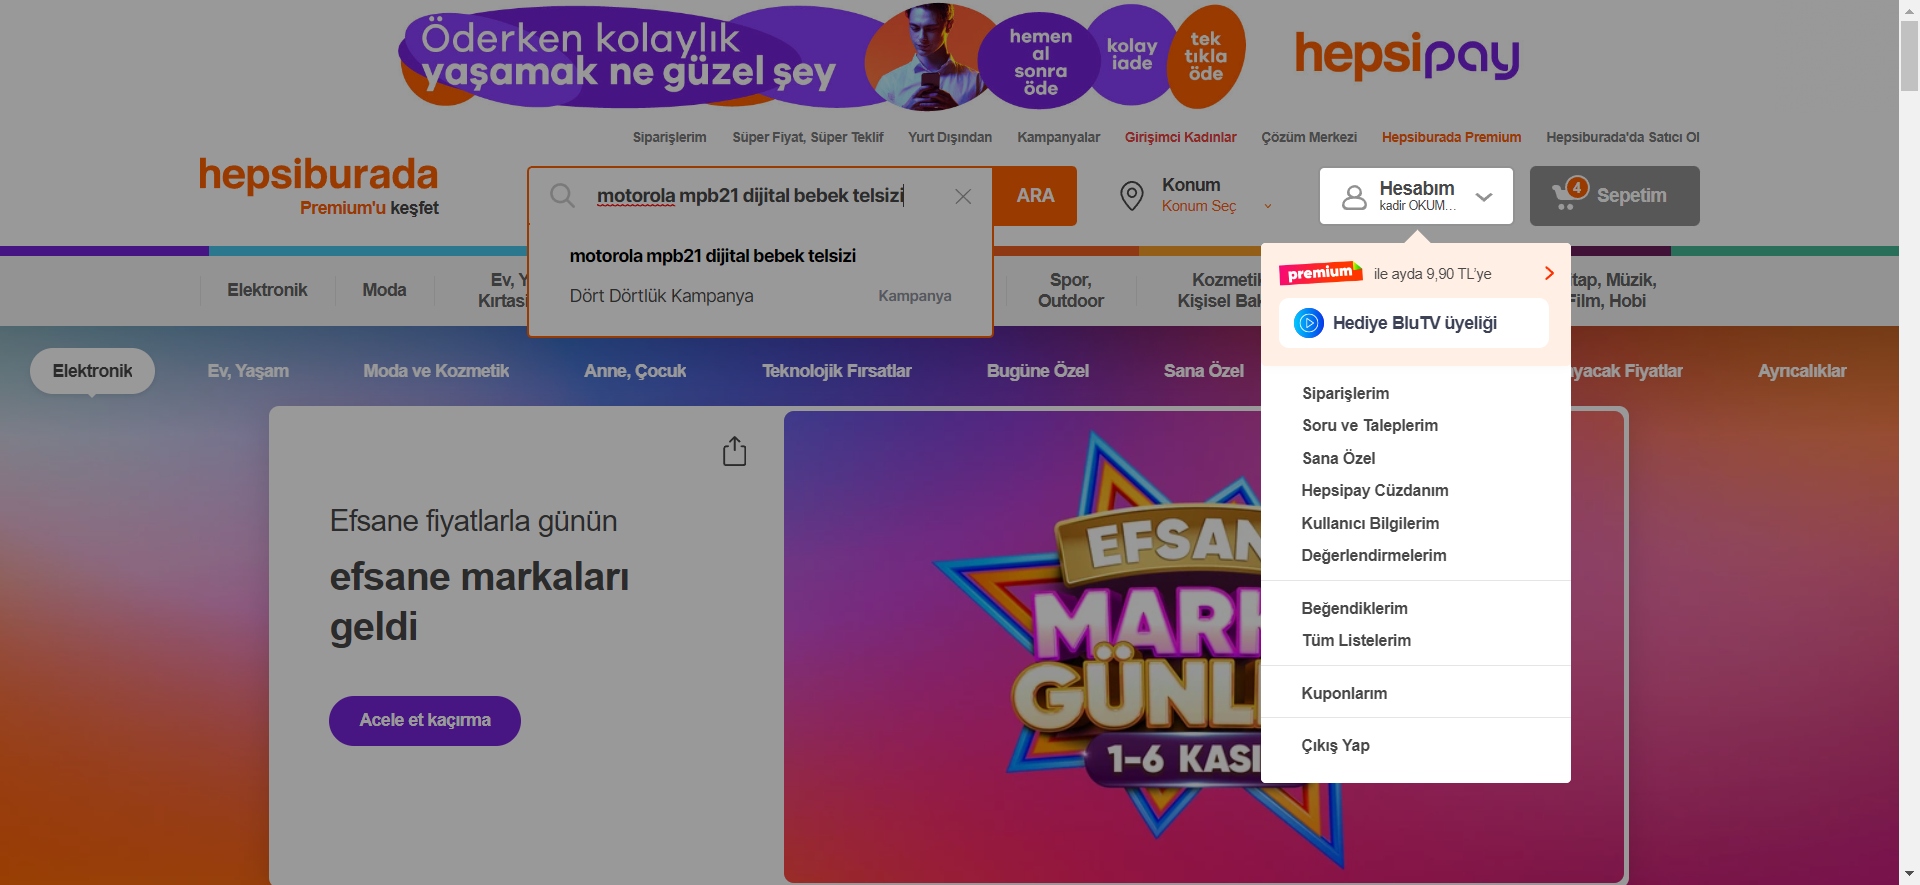 Öderken kolaylık
yaşamak ne güzel şey
hemen
al
sonra
öde
kolay
iade
tek
tıkla
öde
hepsipay
Siparişlerim
Süper Fiyat, Süper Teklif
Yurt Dışından
Kampanyalar
Girişimci Kadınlar
Çözüm Merkezi
Hepsiburada Premium
Hepsiburada'da Satıcı Ol
hepsiburada
Premium'u keşfet
motorola mpb21 dijital bebek telsizi
ARA
Konum
Konum Seç
Hesabım
kadir OKUM...
4
Sepetim
motorola mpb21 dijital bebek telsizi
Dört Dörtlük Kampanya
Kampanya
Elektronik
Moda
Ev, Y
Kırtasi
Spor,
Outdoor
Kozmetik
Kişisel Bak
tap, Müzik,
Film, Hobi
premium
ile ayda 9,90 TL'ye
Hediye BluTV üyeliği
Elektronik
Ev, Yaşam
Moda ve Kozmetik
Anne, Çocuk
Teknolojik Fırsatlar
Bugüne Özel
Sana Özel
yacak Fiyatlar
Ayrıcalıklar
Siparişlerim
Soru ve Taleplerim
Sana Özel
Hepsipay Cüzdanım
Kullanıcı Bilgilerim
Değerlendirmelerim
Beğendiklerim
Tüm Listelerim
Kuponlarım
Çıkış Yap
Efsane fiyatlarla günün
efsane markaları
geldi
Acele et kaçırma
EFSAN
MARK
GÜNL
1-6 KASI